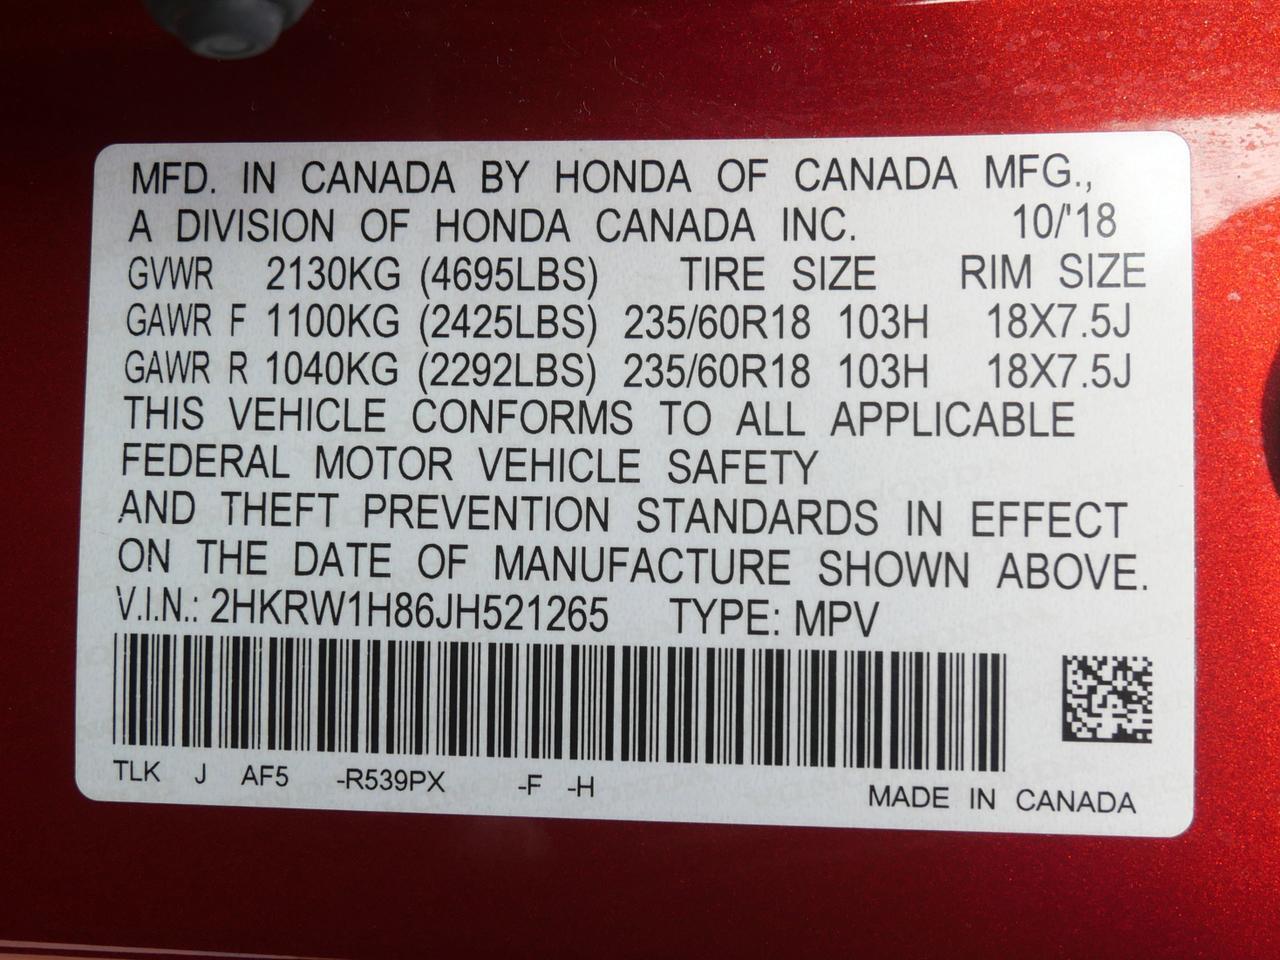 MFD. IN CANADA BY HONDA OF CANADA MFG.,
A DIVISION OF HONDA CANADA INC. 10/'18
GVWR 2130KG (4695LBS) TIRE SIZE RIM SIZE
GAWR F 1100KG (2425LBS) 235/60R18 103H 18X7.5J
GAWR R 1040KG (2292LBS) 235/60R18 103H 18X7.5J
THIS VEHICLE CONFORMS TO ALL APPLICABLE
FEDERAL MOTOR VEHICLE SAFETY
AND THEFT PREVENTION STANDARDS IN EFFECT
ON THE DATE OF MANUFACTURE SHOWN ABOVE.
V.I.N.: 2HKRW1H86JH521265 TYPE: MPV
TLK J AF5 -R539PX -F -H
MADE IN CANADA